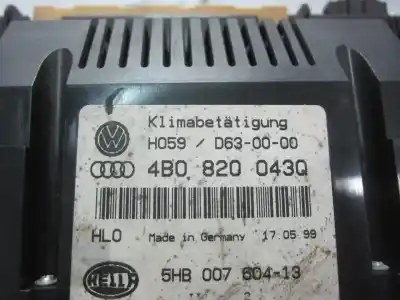 Klimabetätigung
H059 / D63-00-00
4B0 820 043Q
HLO Made in Germany 17.05.99
HELLA 5HB 007 604-13